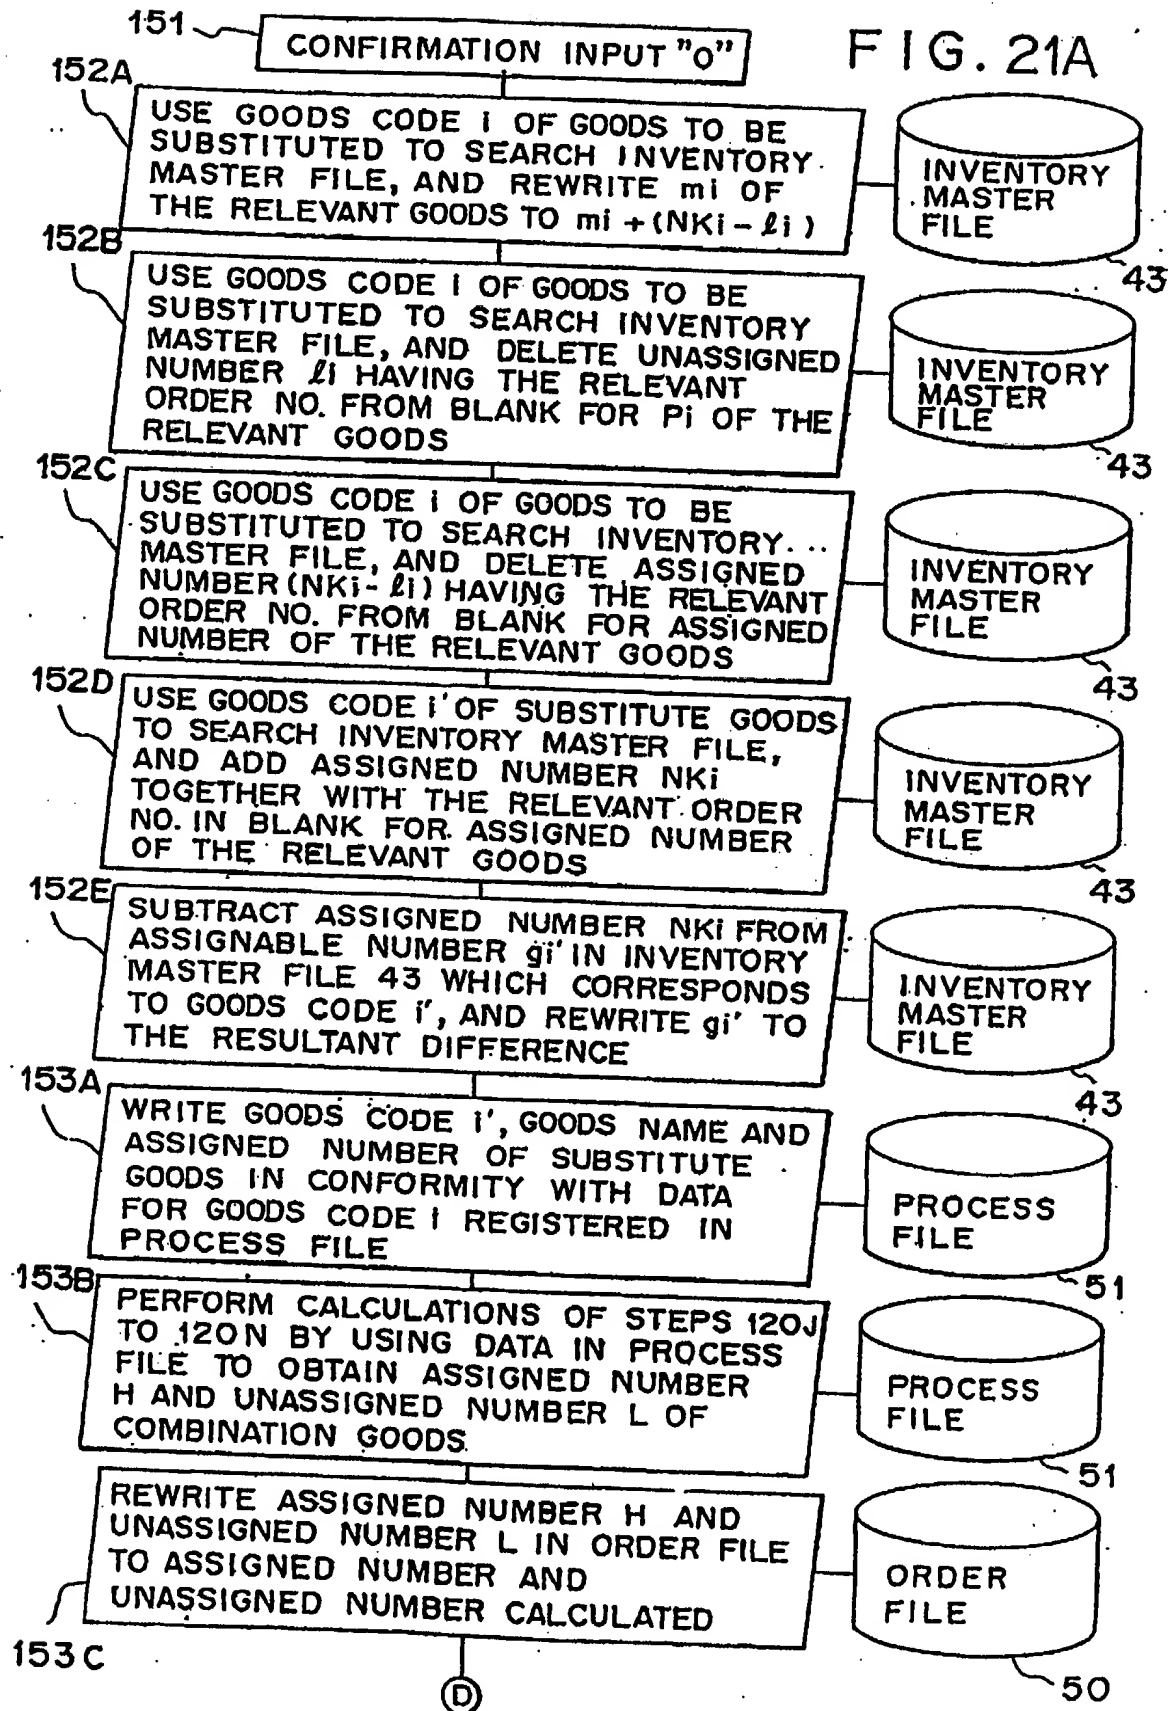 FIG. 21A
151
CONFIRMATION INPUT "O"
152A
USE GOODS CODE i OF GOODS TO BE
SUBSTITUTED TO SEARCH INVENTORY
MASTER FILE, AND REWRITE mi OF
THE RELEVANT GOODS TO mi + (NKi - ℓi)
INVENTORY
MASTER
FILE
43
152B
USE GOODS CODE i OF GOODS TO BE
SUBSTITUTED TO SEARCH INVENTORY
MASTER FILE, AND DELETE UNASSIGNED
NUMBER ℓi HAVING THE RELEVANT
ORDER NO. FROM BLANK FOR Pi OF THE
RELEVANT GOODS
INVENTORY
MASTER
FILE
43
152C
USE GOODS CODE i OF GOODS TO BE
SUBSTITUTED TO SEARCH INVENTORY
MASTER FILE, AND DELETE ASSIGNED
NUMBER (NKi - ℓi) HAVING THE RELEVANT
ORDER NO. FROM BLANK FOR ASSIGNED
NUMBER OF THE RELEVANT GOODS
INVENTORY
MASTER
FILE
43
152D
USE GOODS CODE i' OF SUBSTITUTE GOODS
TO SEARCH INVENTORY MASTER FILE,
AND ADD ASSIGNED NUMBER NKi
TOGETHER WITH THE RELEVANT ORDER
NO. IN BLANK FOR ASSIGNED NUMBER
OF THE RELEVANT GOODS
INVENTORY
MASTER
FILE
43
152E
SUBTRACT ASSIGNED NUMBER NKi FROM
ASSIGNABLE NUMBER gi' IN INVENTORY
MASTER FILE 43 WHICH CORRESPONDS
TO GOODS CODE i', AND REWRITE gi' TO
THE RESULTANT DIFFERENCE
INVENTORY
MASTER
FILE
43
153A
WRITE GOODS CODE i', GOODS NAME AND
ASSIGNED NUMBER OF SUBSTITUTE
GOODS IN CONFORMITY WITH DATA
FOR GOODS CODE i REGISTERED IN
PROCESS FILE
PROCESS
FILE
51
153B
PERFORM CALCULATIONS OF STEPS 120J
TO 120N BY USING DATA IN PROCESS
FILE TO OBTAIN ASSIGNED NUMBER
H AND UNASSIGNED NUMBER L OF
COMBINATION GOODS
PROCESS
FILE
51
REWRITE ASSIGNED NUMBER H AND
UNASSIGNED NUMBER L IN ORDER FILE
TO ASSIGNED NUMBER AND
UNASSIGNED NUMBER CALCULATED
153C
ORDER
FILE
50
D